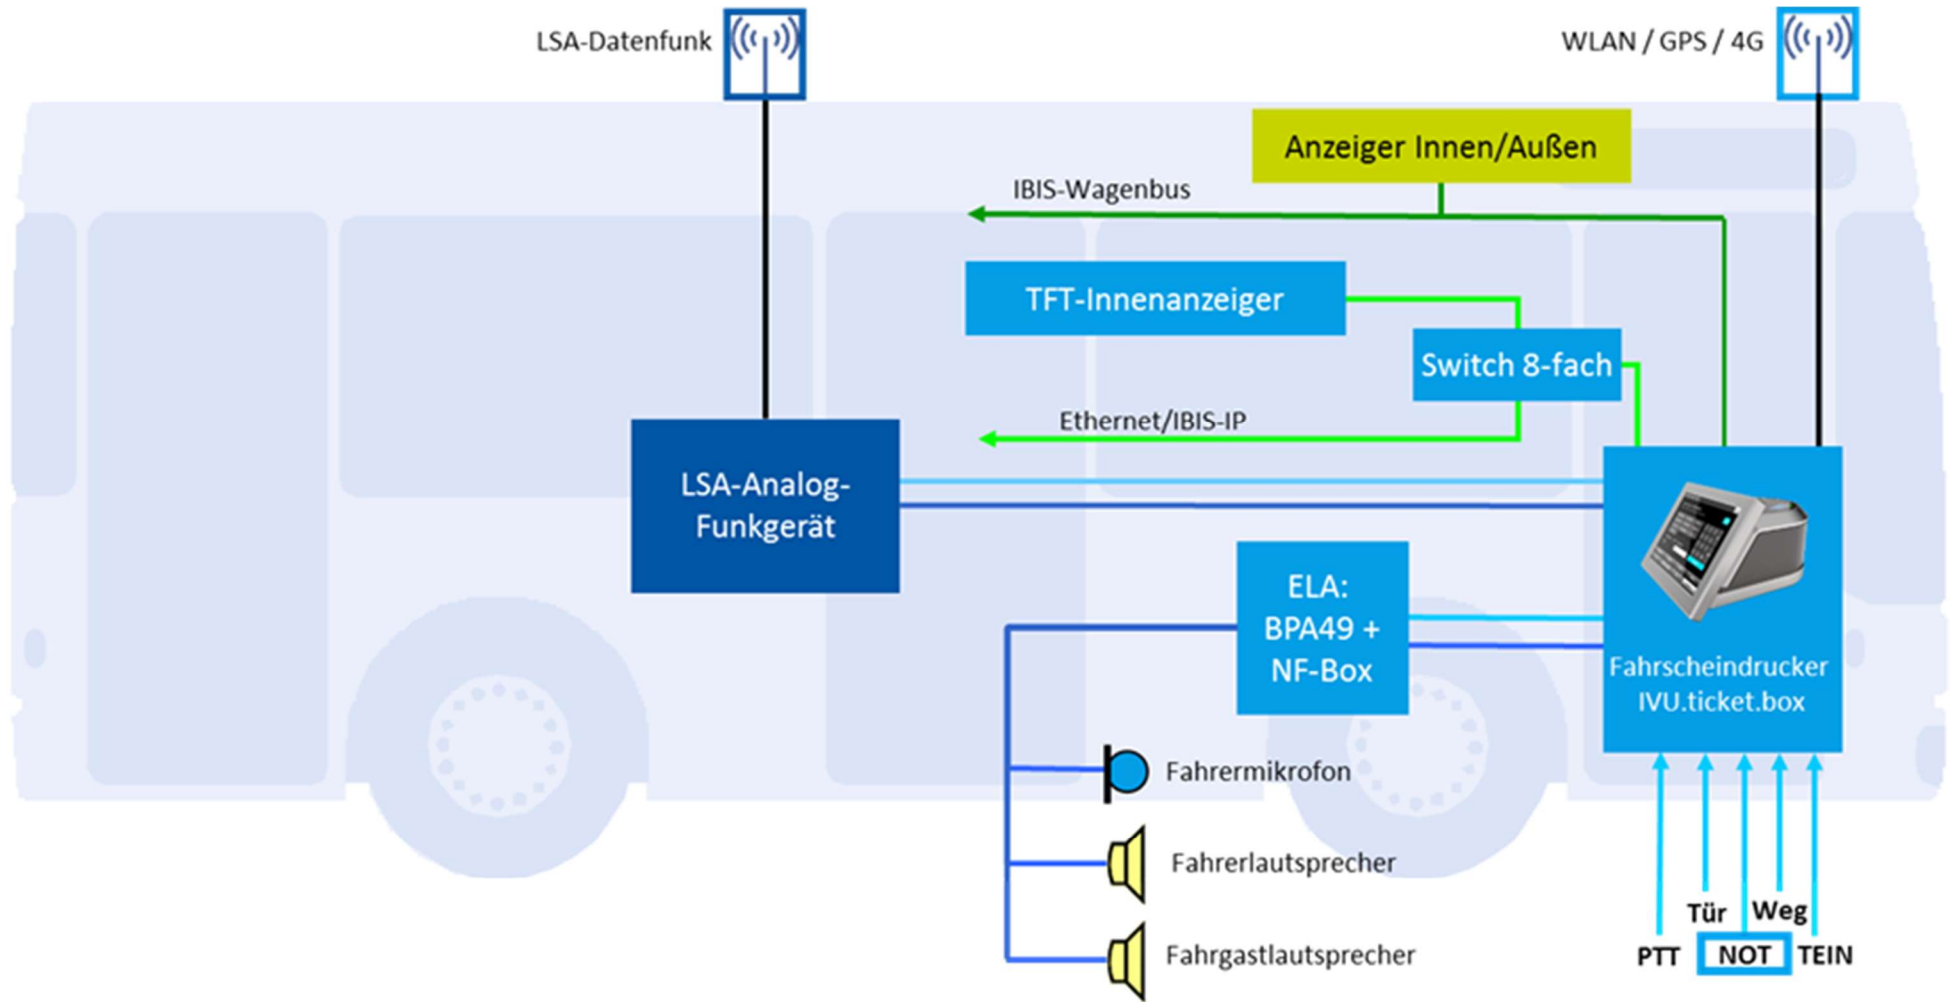 LSA-Datenfunk
WLAN / GPS / 4G
Anzeiger Innen/Außen
IBIS-Wagenbus
TFT-Innenanzeiger
Switch 8-fach
Ethernet/IBIS-IP
LSA-Analog-
Funkgerät
ELA:
BPA49 +
NF-Box
Fahrscheindrucker
IVU.ticket.box
Fahrermikrofon
Fahrerlautsprecher
Fahrgastlautsprecher
Tür
Weg
PTT
NOT
TEIN